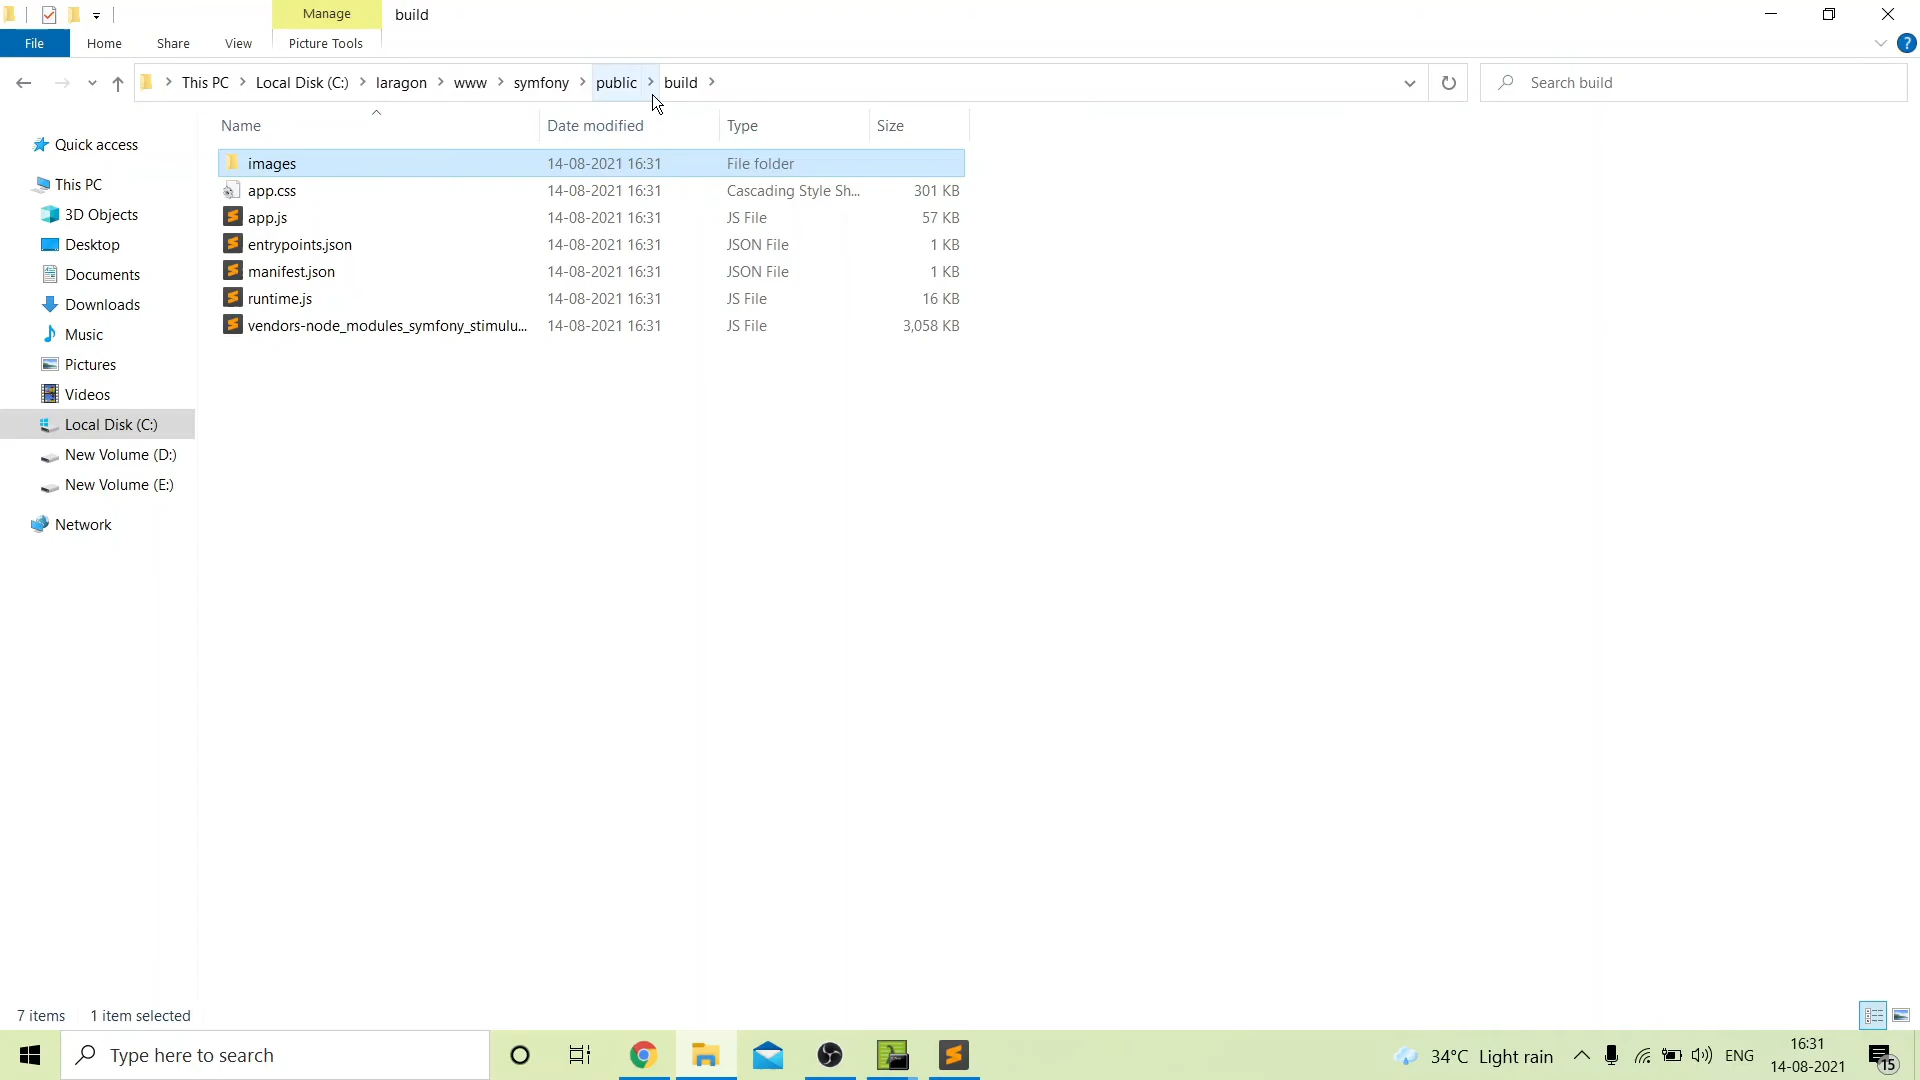 Manage
build
File
Home
Share
View
Picture Tools
This PC
Local Disk (C:)
laragon
www
symfony
public
build
Search build
Name
Date modified
Type
Size
Quick access
This PC
3D Objects
Desktop
Documents
Downloads
Music
Pictures
Videos
Local Disk (C:)
New Volume (D:)
New Volume (E:)
Network
images 14-08-2021 16:31 File folder
app.css 14-08-2021 16:31 Cascading Style Sh... 301 KB
app.js 14-08-2021 16:31 JS File 57 KB
entrypoints.json 14-08-2021 16:31 JSON File 1 KB
manifest.json 14-08-2021 16:31 JSON File 1 KB
runtime.js 14-08-2021 16:31 JS File 16 KB
vendors-node_modules_symfony_stimulu... 14-08-2021 16:31 JS File 3,058 KB
7 items
1 item selected
Type here to search
34°C Light rain
ENG
16:31
14-08-2021
15